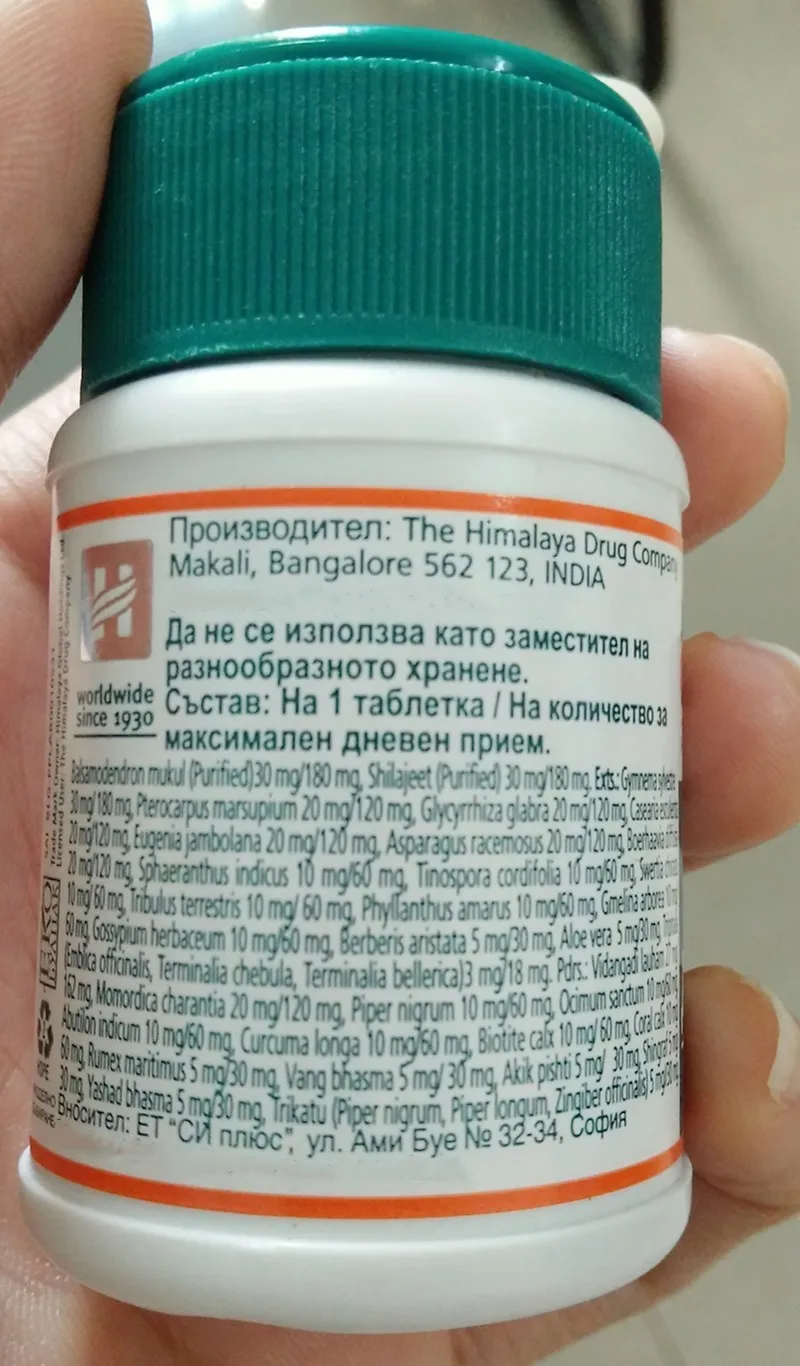 Производител: The Himalaya Drug Company
Makali, Bangalore 562 123, INDIA
Да не се използва като заместител на
разнообразното хранене.
Състав: На 1 таблетка / На количество за
максимален дневен прием.
worldwide
since 1930
Balsamodendron mukul (Purified)30 mg/180 mg, Shilajeet (Purified) 30 mg/180 mg. Exts.: Gymnema
30 mg/180 mg, Pterocarpus marsupium 20 mg/120 mg, Glycyrrhiza glabra 20 mg/120 mg, Casearia
20 mg/120 mg, Eugenia jambolana 20 mg/120 mg, Asparagus racemosus 20 mg/120 mg, Boerhaavia
20 mg/120 mg, Sphaeranthus indicus 10 mg/60 mg, Tinospora cordifolia 10 mg/60 mg, Swertia
10 mg/60 mg, Tribulus terrestris 10 mg/ 60 mg, Phyllanthus amarus 10 mg/60 mg, Gmelina arborea
60 mg, Gossypium herbaceum 10 mg/60 mg, Berberis aristata 5 mg/30 mg, Aloe vera 5 mg/30 mg,
(Emblica officinalis, Terminalia chebula, Terminalia bellerica)3 mg/18 mg. Pdrs.: Vidangadi lauham
162 mg, Momordica charantia 20 mg/120 mg, Piper nigrum 10 mg/60 mg, Ocimum sanctum 10 mg/60 mg,
Abutilon indicum 10 mg/60 mg, Curcuma longa 10 mg/60 mg, Biotite calx 10 mg/ 60 mg, Coral calx 10 mg/
60 mg, Rumex maritimus 5 mg/30 mg, Vang bhasma 5 mg/ 30 mg, Akik pishti 5 mg/ 30 mg, Shingraf 5 mg/
30 mg, Yashad bhasma 5 mg/30 mg, Trikatu (Piper nigrum, Piper longum, Zingiber officinalis) 5 mg/30 mg.
Вносител: ЕТ "СИ плюс", ул. Ами Буе № 32-34, София